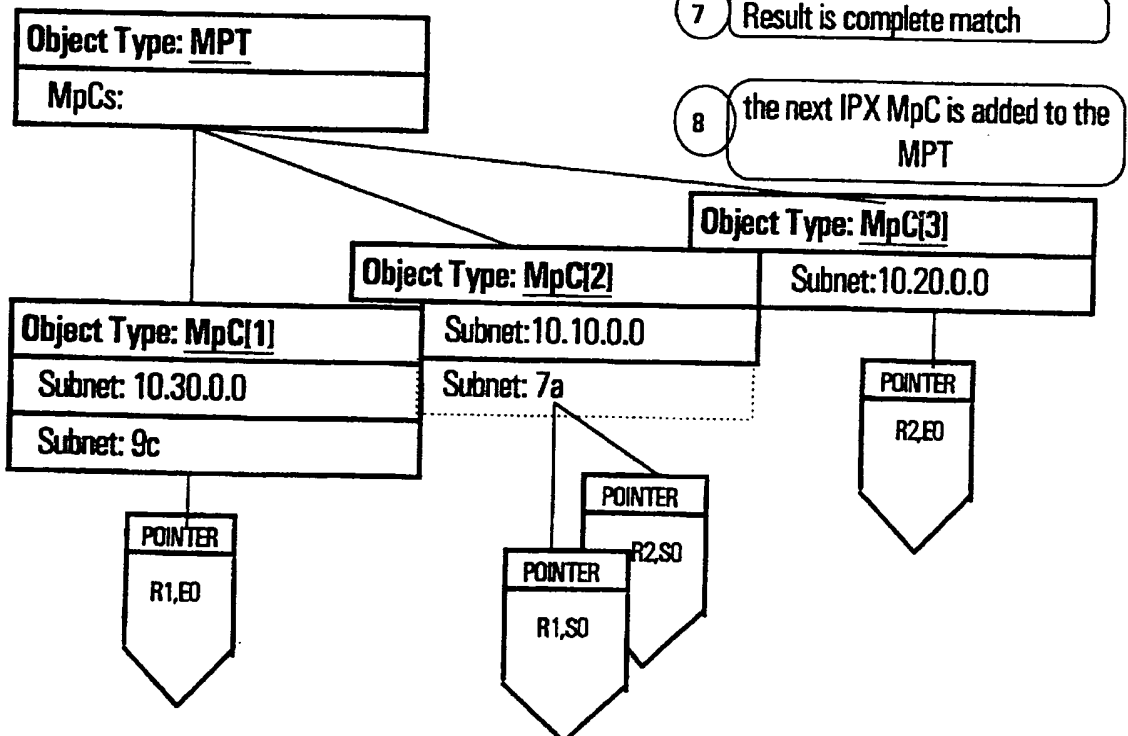 7
Result is complete match
Object Type: MPT
MpCs:
8
the next IPX MpC is added to the
MPT
Object Type: MpC[3]
Subnet:10.20.0.0
Object Type: MpC[2]
Subnet:10.10.0.0
Subnet: 7a
Object Type: MpC[1]
Subnet: 10.30.0.0
Subnet: 9c
POINTER
R2,E0
POINTER
R2,S0
POINTER
R1,E0
POINTER
R1,S0